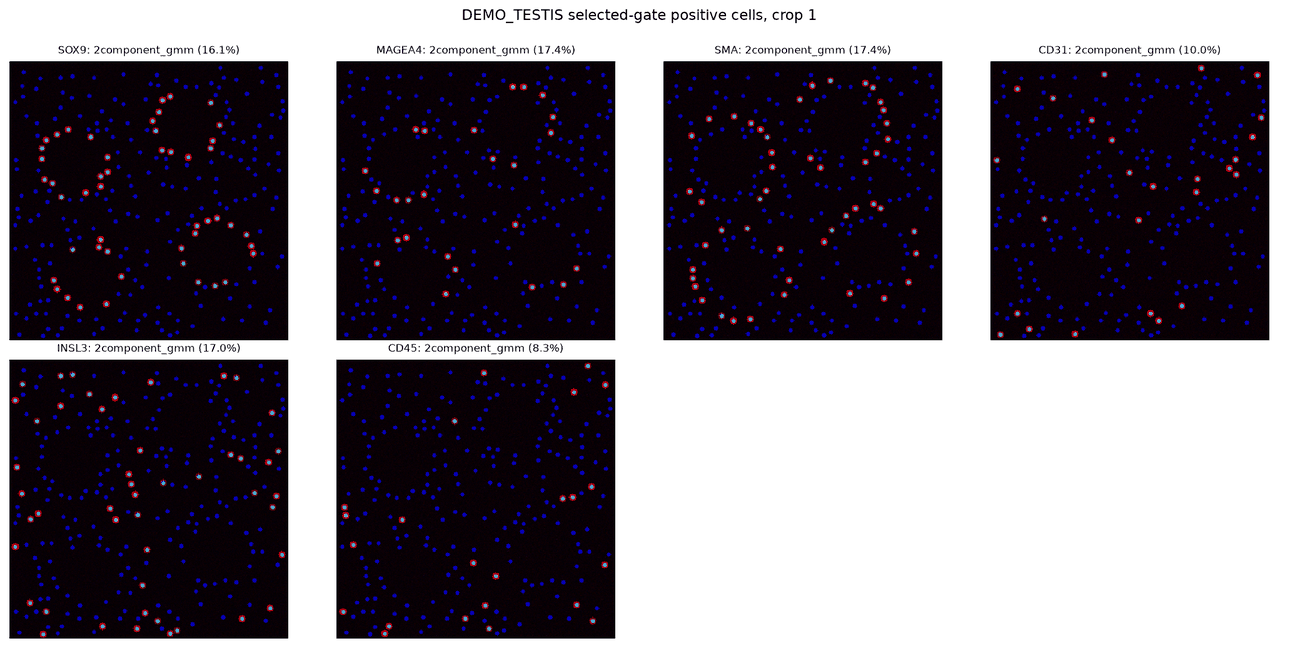 DEMO_TESTIS selected-gate positive cells, crop 1
SOX9: 2component_gmm (16.1%)
MAGEA4: 2component_gmm (17.4%)
SMA: 2component_gmm (17.4%)
CD31: 2component_gmm (10.0%)
INSL3: 2component_gmm (17.0%)
CD45: 2component_gmm (8.3%)